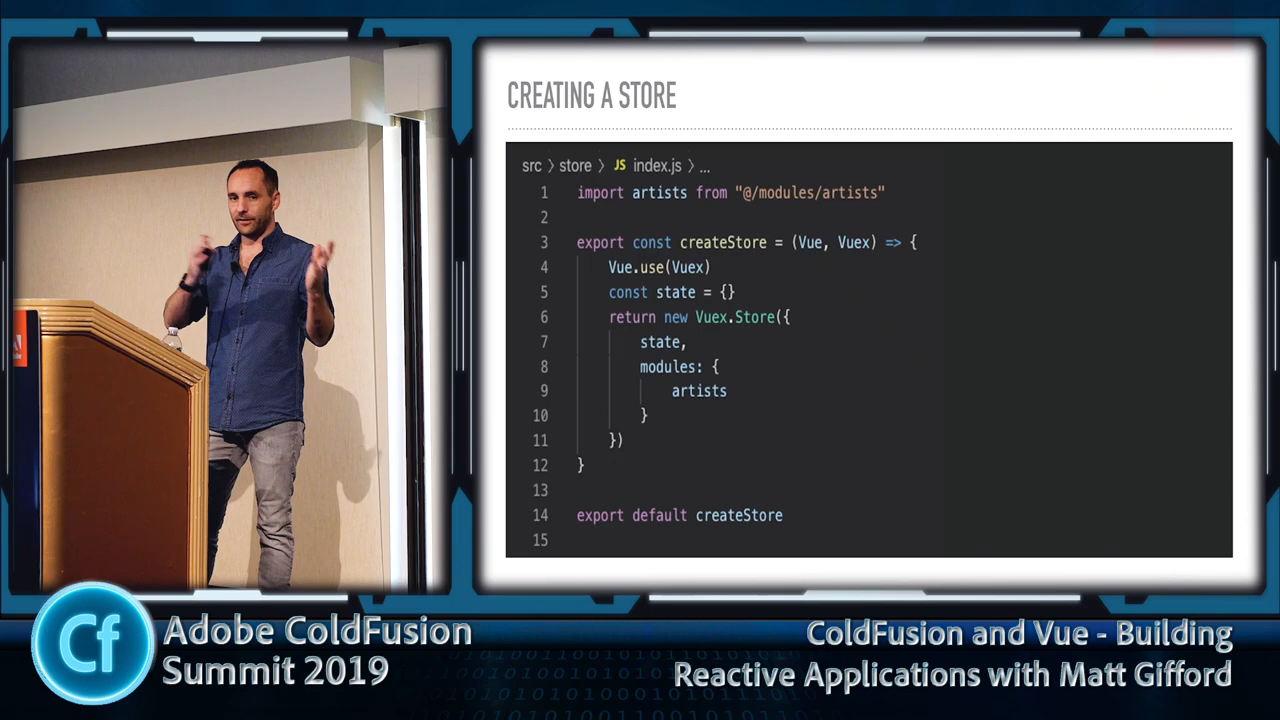 CREATING A STORE
src > store > JS index.js > ...
1 import artists from "@/modules/artists"
2
3 export const createStore = (Vue, Vuex) => {
4 Vue.use(Vuex)
5 const state = {}
6 return new Vuex.Store({
7 state,
8 modules: {
9 artists
10 }
11 })
12 }
13
14 export default createStore
15
Cf
Adobe ColdFusion
Summit 2019
ColdFusion and Vue - Building
Reactive Applications with Matt Gifford